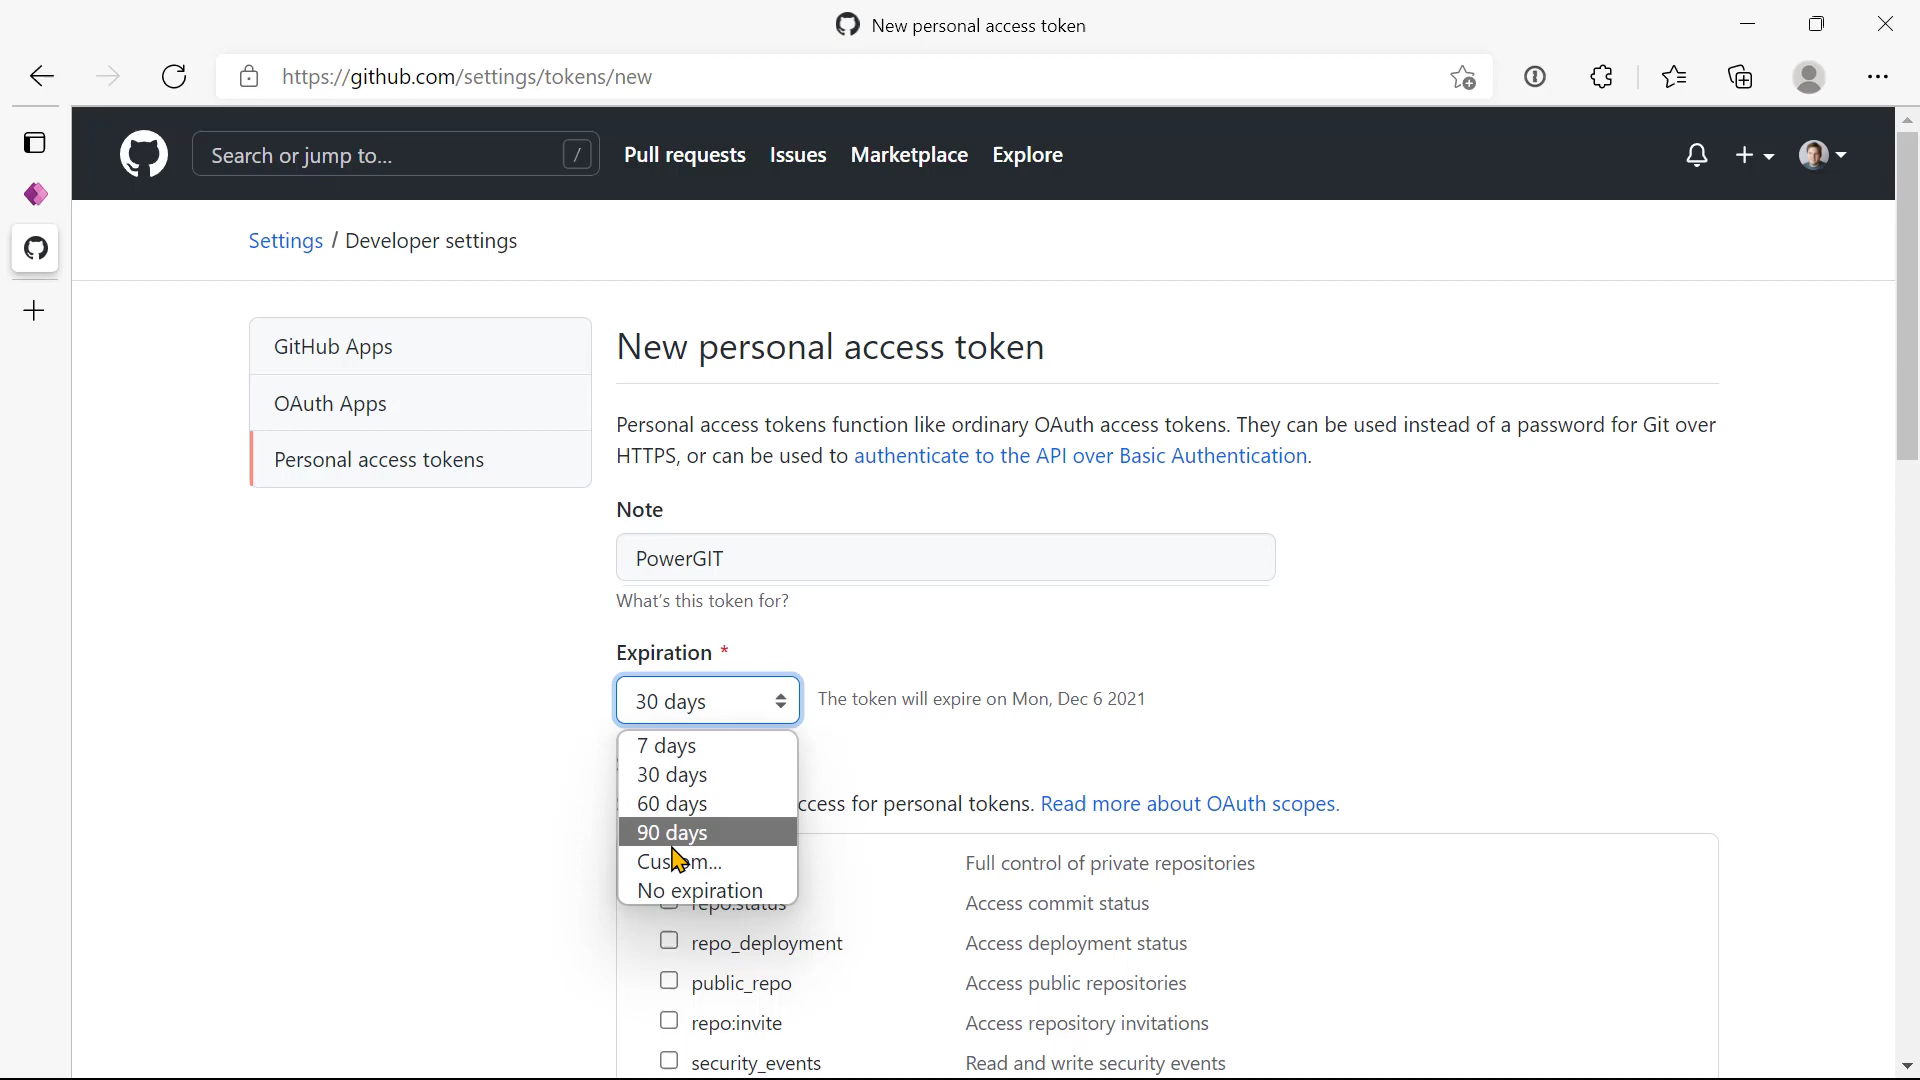 New personal access token
https://github.com/settings/tokens/new
Search or jump to... /
Pull requests Issues Marketplace Explore
Settings / Developer settings
GitHub Apps
OAuth Apps
Personal access tokens
New personal access token
Personal access tokens function like ordinary OAuth access tokens. They can be used instead of a password for Git over
HTTPS, or can be used to authenticate to the API over Basic Authentication.
Note
PowerGIT
What's this token for?
Expiration *
30 days The token will expire on Mon, Dec 6 2021
7 days
30 days
60 days
90 days
No expiration
for personal tokens. Read more about OAuth scopes.
Full control of private repositories
repo:status Access commit status
repo_deployment Access deployment status
public_repo Access public repositories
repo:invite Access repository invitations
security_events Read and write security events